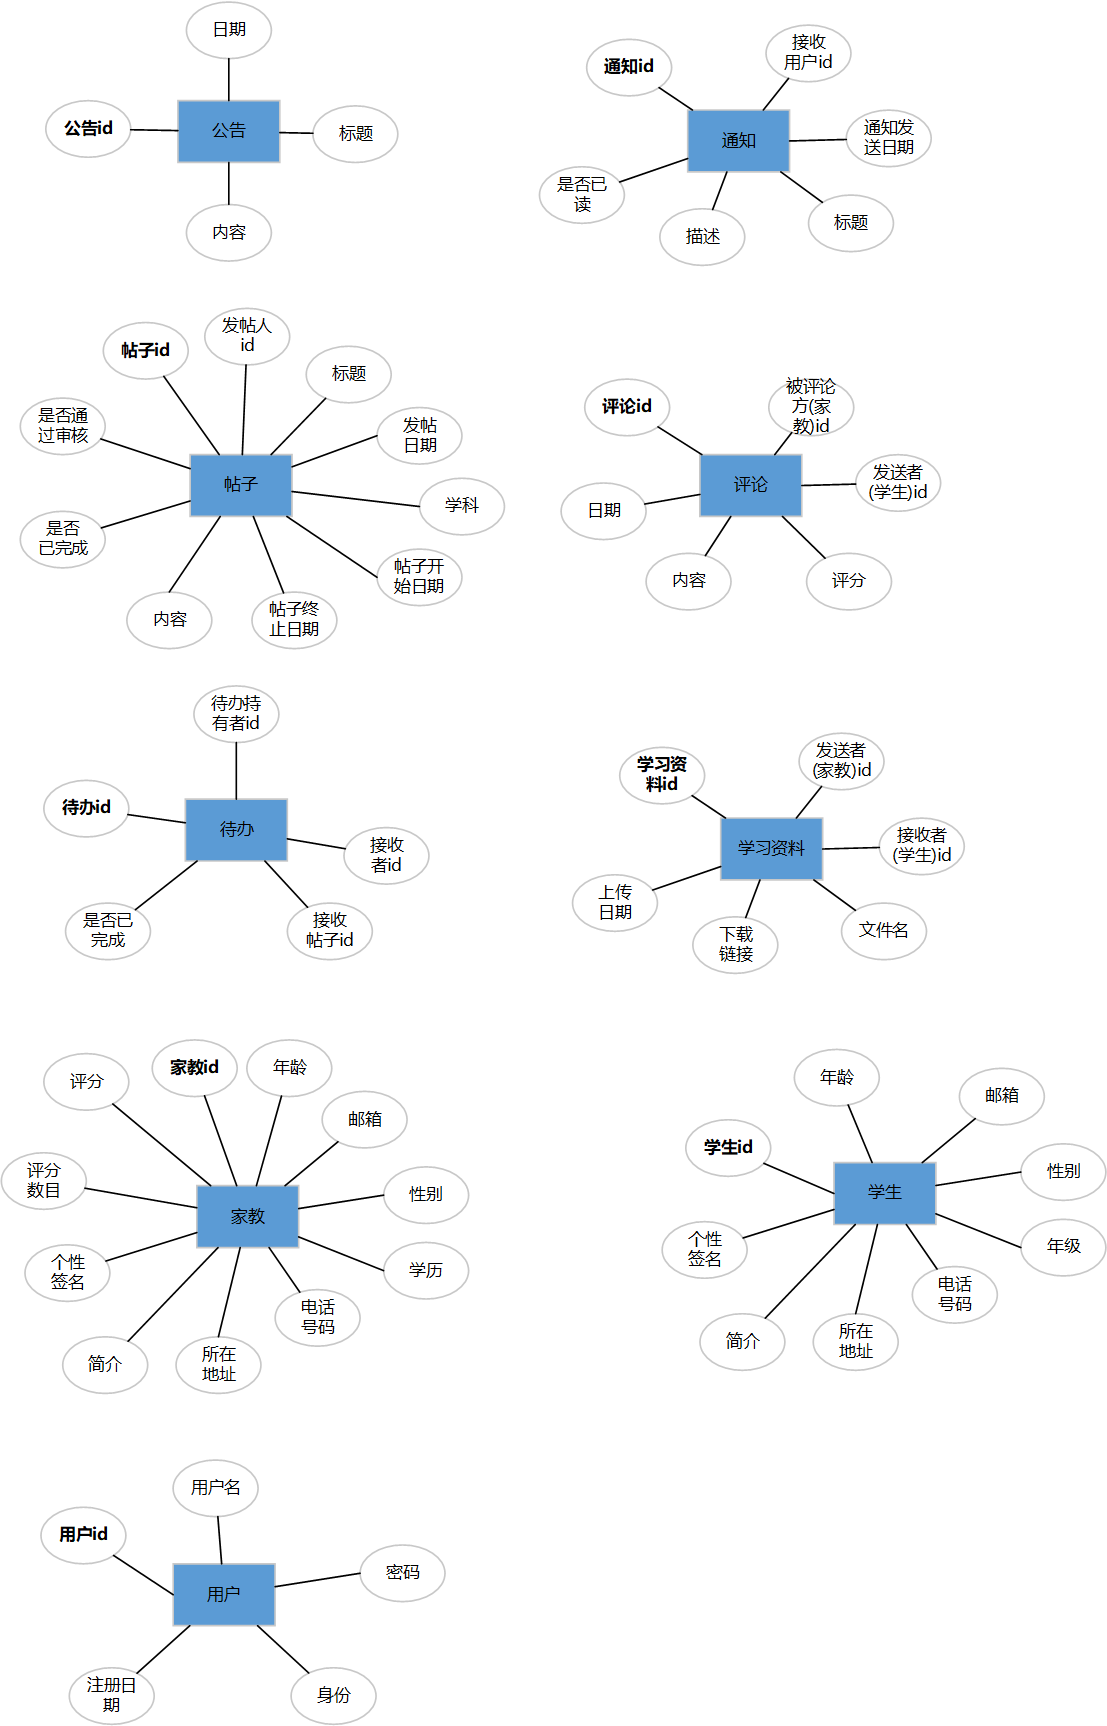 日期
公告id
公告
标题
内容
通知id
接收
用户id
通知
通知发
送日期
是否已
读
描述
标题
帖子id
发帖人
id
标题
是否通
过审核
发帖
日期
帖子
学科
是否
已完成
帖子开
始日期
内容
帖子终
止日期
评论id
被评论
方(家
教)id
评论
发送者
(学生)id
日期
内容
评分
待办持
有者id
待办id
待办
接收
者id
是否已
完成
接收
帖子id
学习资
料id
发送者
(家教)id
学习资料
接收者
(学生)id
上传
日期
下载
链接
文件名
评分
家教id
年龄
邮箱
评分
数目
性别
家教
个性
签名
学历
电话
号码
简介
所在
地址
年龄
邮箱
学生id
性别
学生
个性
签名
年级
电话
号码
简介
所在
地址
用户名
用户id
密码
用户
注册日
期
身份